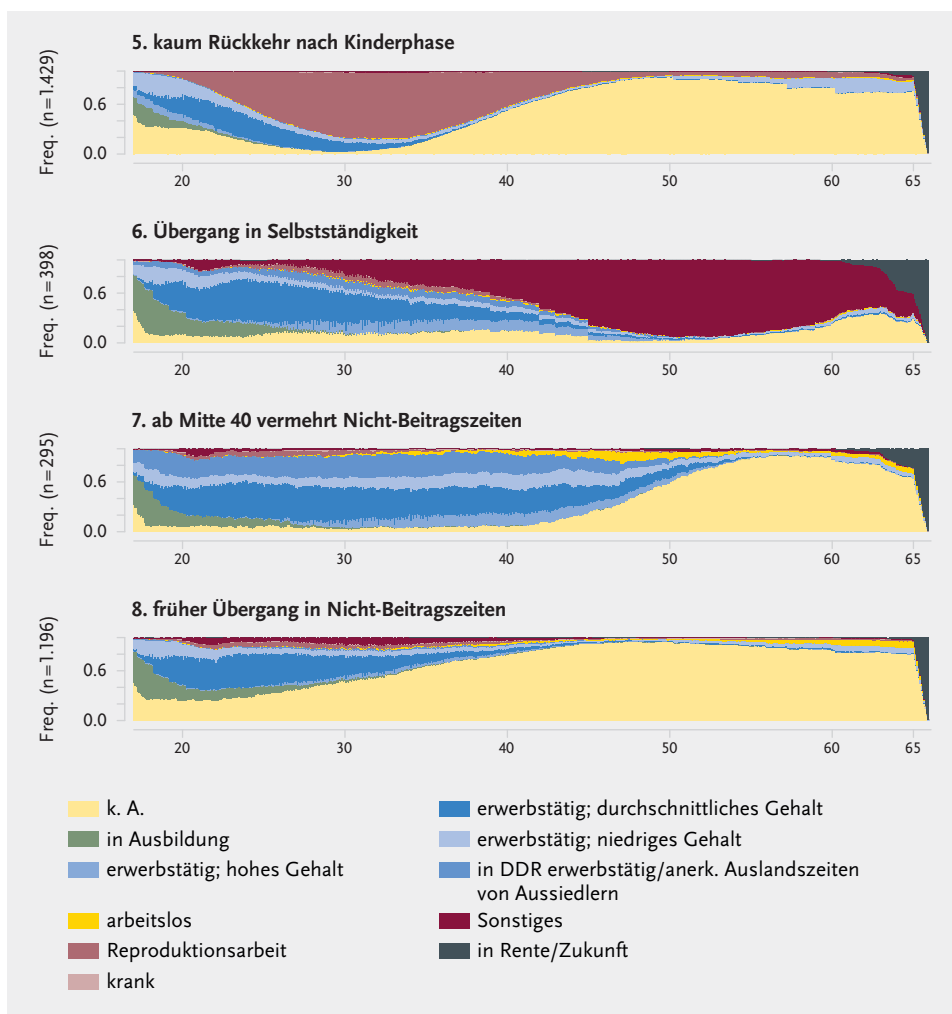 5. kaum Rückkehr nach Kinderphase
Freq. (n=1.429)
0.6
0.0
20 30 40 50 60 65
6. Übergang in Selbstständigkeit
Freq. (n=398)
0.6
0.0
20 30 40 50 60 65
7. ab Mitte 40 vermehrt Nicht-Beitragszeiten
Freq. (n=295)
0.6
0.0
20 30 40 50 60 65
8. früher Übergang in Nicht-Beitragszeiten
Freq. (n=1.196)
0.6
0.0
20 30 40 50 60 65
k. A.
in Ausbildung
erwerbstätig; hohes Gehalt
arbeitslos
Reproduktionsarbeit
krank
erwerbstätig; durchschnittliches Gehalt
erwerbstätig; niedriges Gehalt
in DDR erwerbstätig/anerk. Auslandszeiten
von Aussiedlern
Sonstiges
in Rente/Zukunft